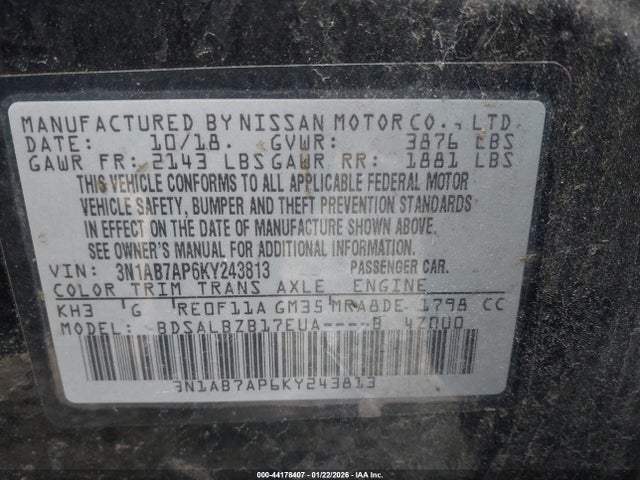 MANUFACTURED BY NISSAN MOTOR CO., LTD.
DATE: 10/18. GVWR: 3876 LBS
GAWR FR: 2143 LBS GAWR RR: 1881 LBS
THIS VEHICLE CONFORMS TO ALL APPLICABLE FEDERAL MOTOR
VEHICLE SAFETY, BUMPER AND THEFT PREVENTION STANDARDS
IN EFFECT ON THE DATE OF MANUFACTURE SHOWN ABOVE.
SEE OWNER'S MANUAL FOR ADDITIONAL INFORMATION.
VIN: 3N1AB7AP6KY243813 PASSENGER CAR.
COLOR TRIM TRANS AXLE ENGINE
KH3 G RE0F11A GM35 MRA8DE 1798 CC
MODEL: BDSALBZB17EUA----B 4Z000
3N1AB7AP6KY243813
000-44178407 - 01/22/2026 - IAA Inc.